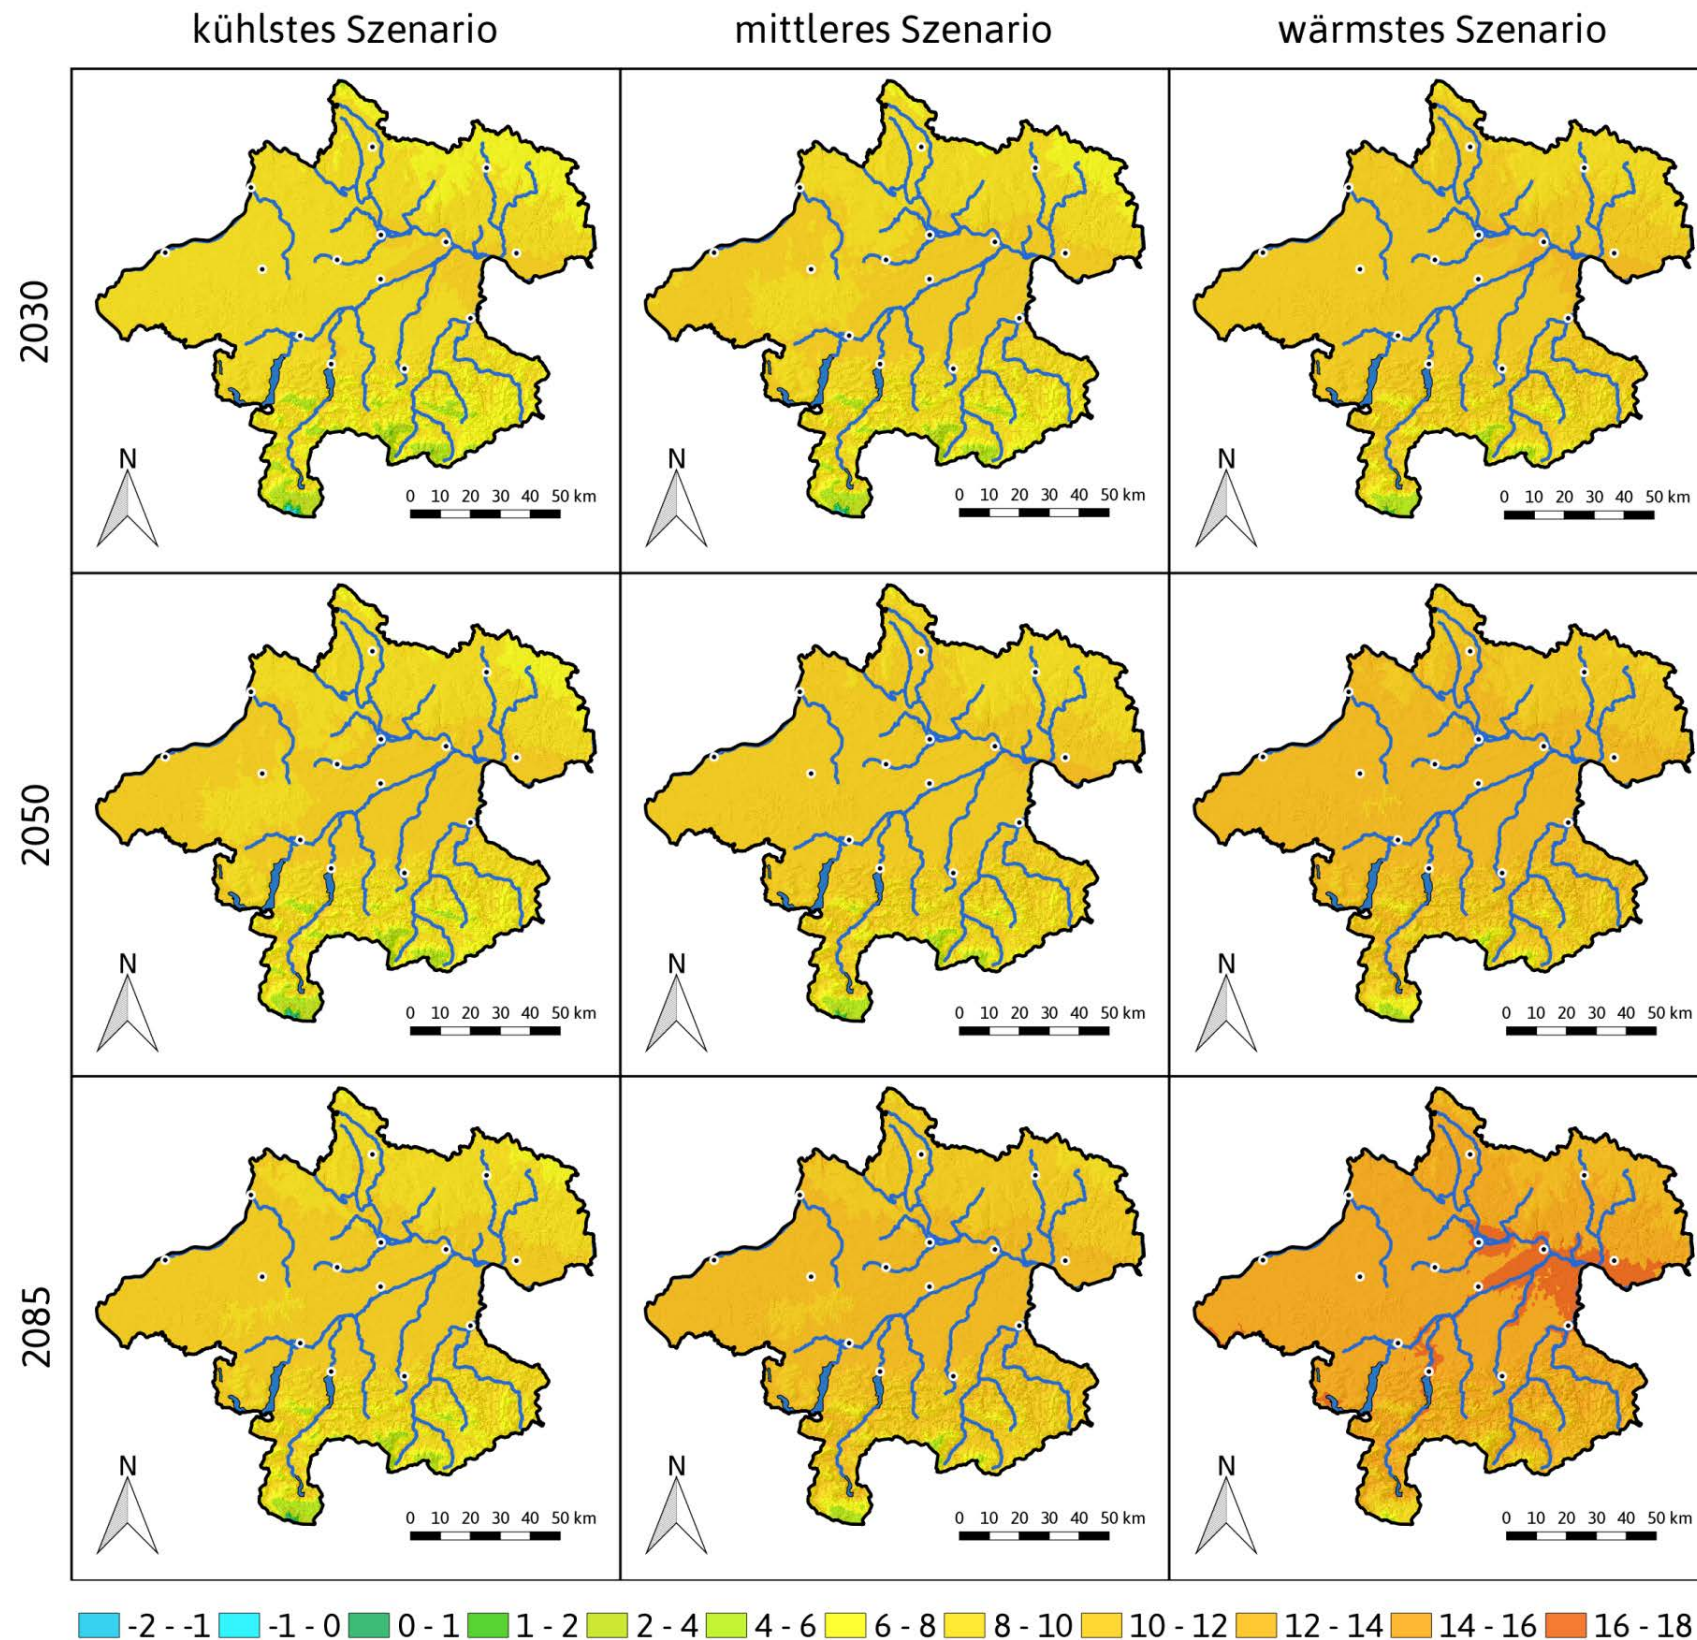 kühlstes Szenario mittleres Szenario wärmstes Szenario
2030
N N N
0 10 20 30 40 50 km 0 10 20 30 40 50 km 0 10 20 30 40 50 km
2050
N N N
0 10 20 30 40 50 km 0 10 20 30 40 50 km 0 10 20 30 40 50 km
2085
N N N
0 10 20 30 40 50 km 0 10 20 30 40 50 km 0 10 20 30 40 50 km
-2 - -1 -1 - 0 0 - 1 1 - 2 2 - 4 4 - 6 6 - 8 8 - 10 10 - 12 12 - 14 14 - 16 16 - 18